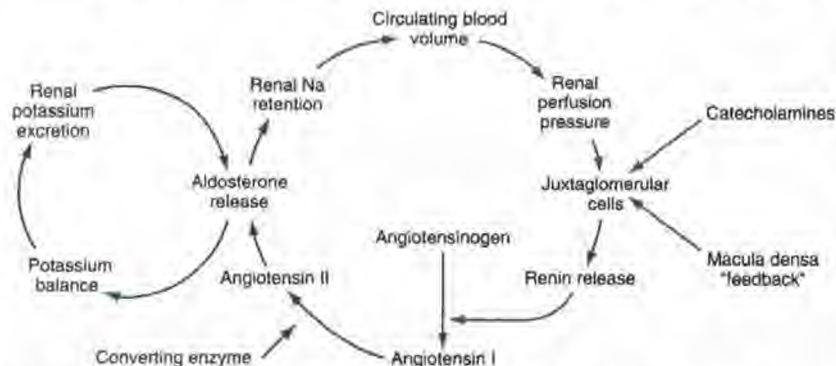 Circulating blood
volume
Renal Na
retention
Renal
potassium
excretion
Renal
perfusion
pressure
Catecholamines
Aldosterone
release
Juxtaglomerular
cells
Angiotensinogen
Potassium
balance
Angiotensin II
Renin release
Macula densa
"feedback"
Converting enzyme
Angiotensin I